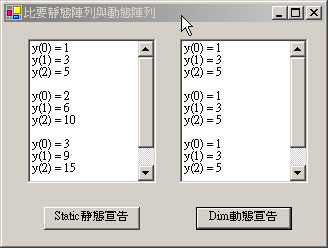 比要靜態陣列與動態陣列
y(0) = 1
y(1) = 3
y(2) = 5
y(0) = 2
y(1) = 6
y(2) = 10
y(0) = 3
y(1) = 9
y(2) = 15
y(0) = 1
y(1) = 3
y(2) = 5
y(0) = 1
y(1) = 3
y(2) = 5
y(0) = 1
y(1) = 3
y(2) = 5
Static靜態宣告
Dim動態宣告